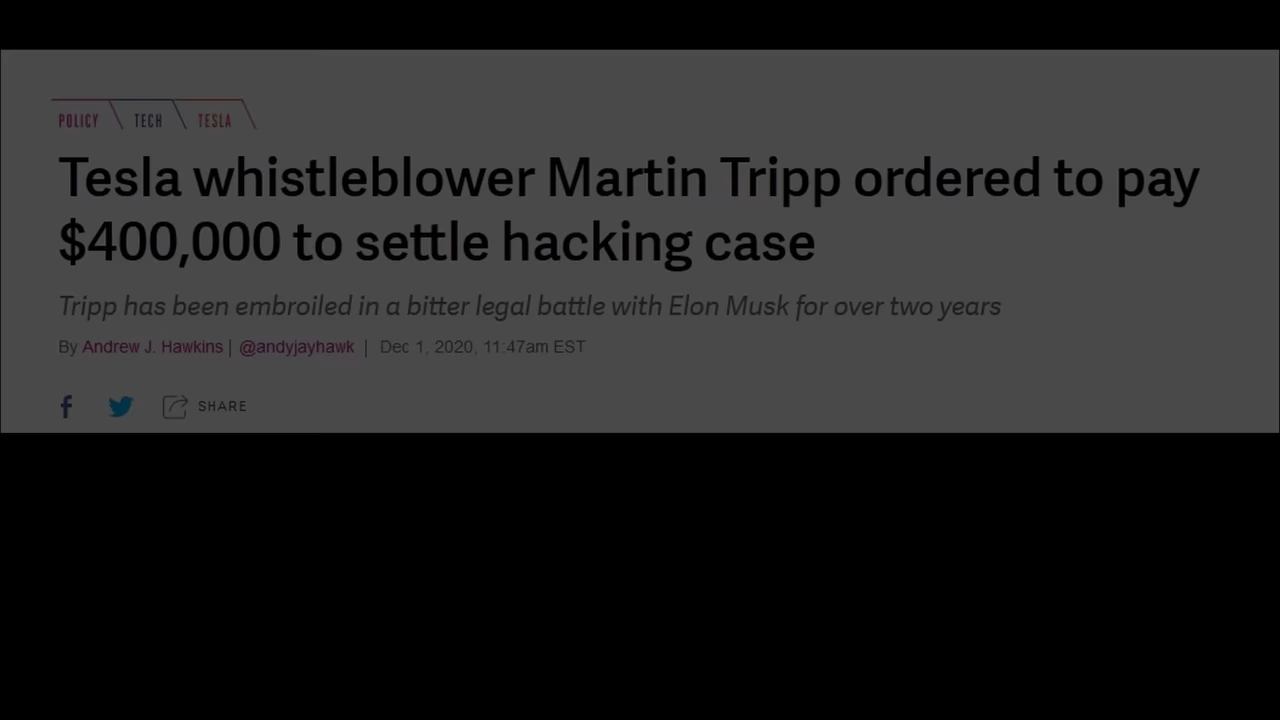 POLICY TECH TESLA
Tesla whistleblower Martin Tripp ordered to pay
$400,000 to settle hacking case
Tripp has been embroiled in a bitter legal battle with Elon Musk for over two years
By Andrew J. Hawkins | @andyjayhawk | Dec 1, 2020, 11:47am EST
SHARE